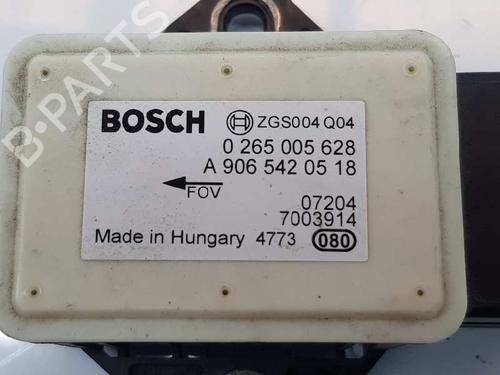 BOSCH ZGS004 Q04
0 265 005 628
A 906 542 05 18
FOV
07204
7003914
Made in Hungary 4773 080
B-PARTS